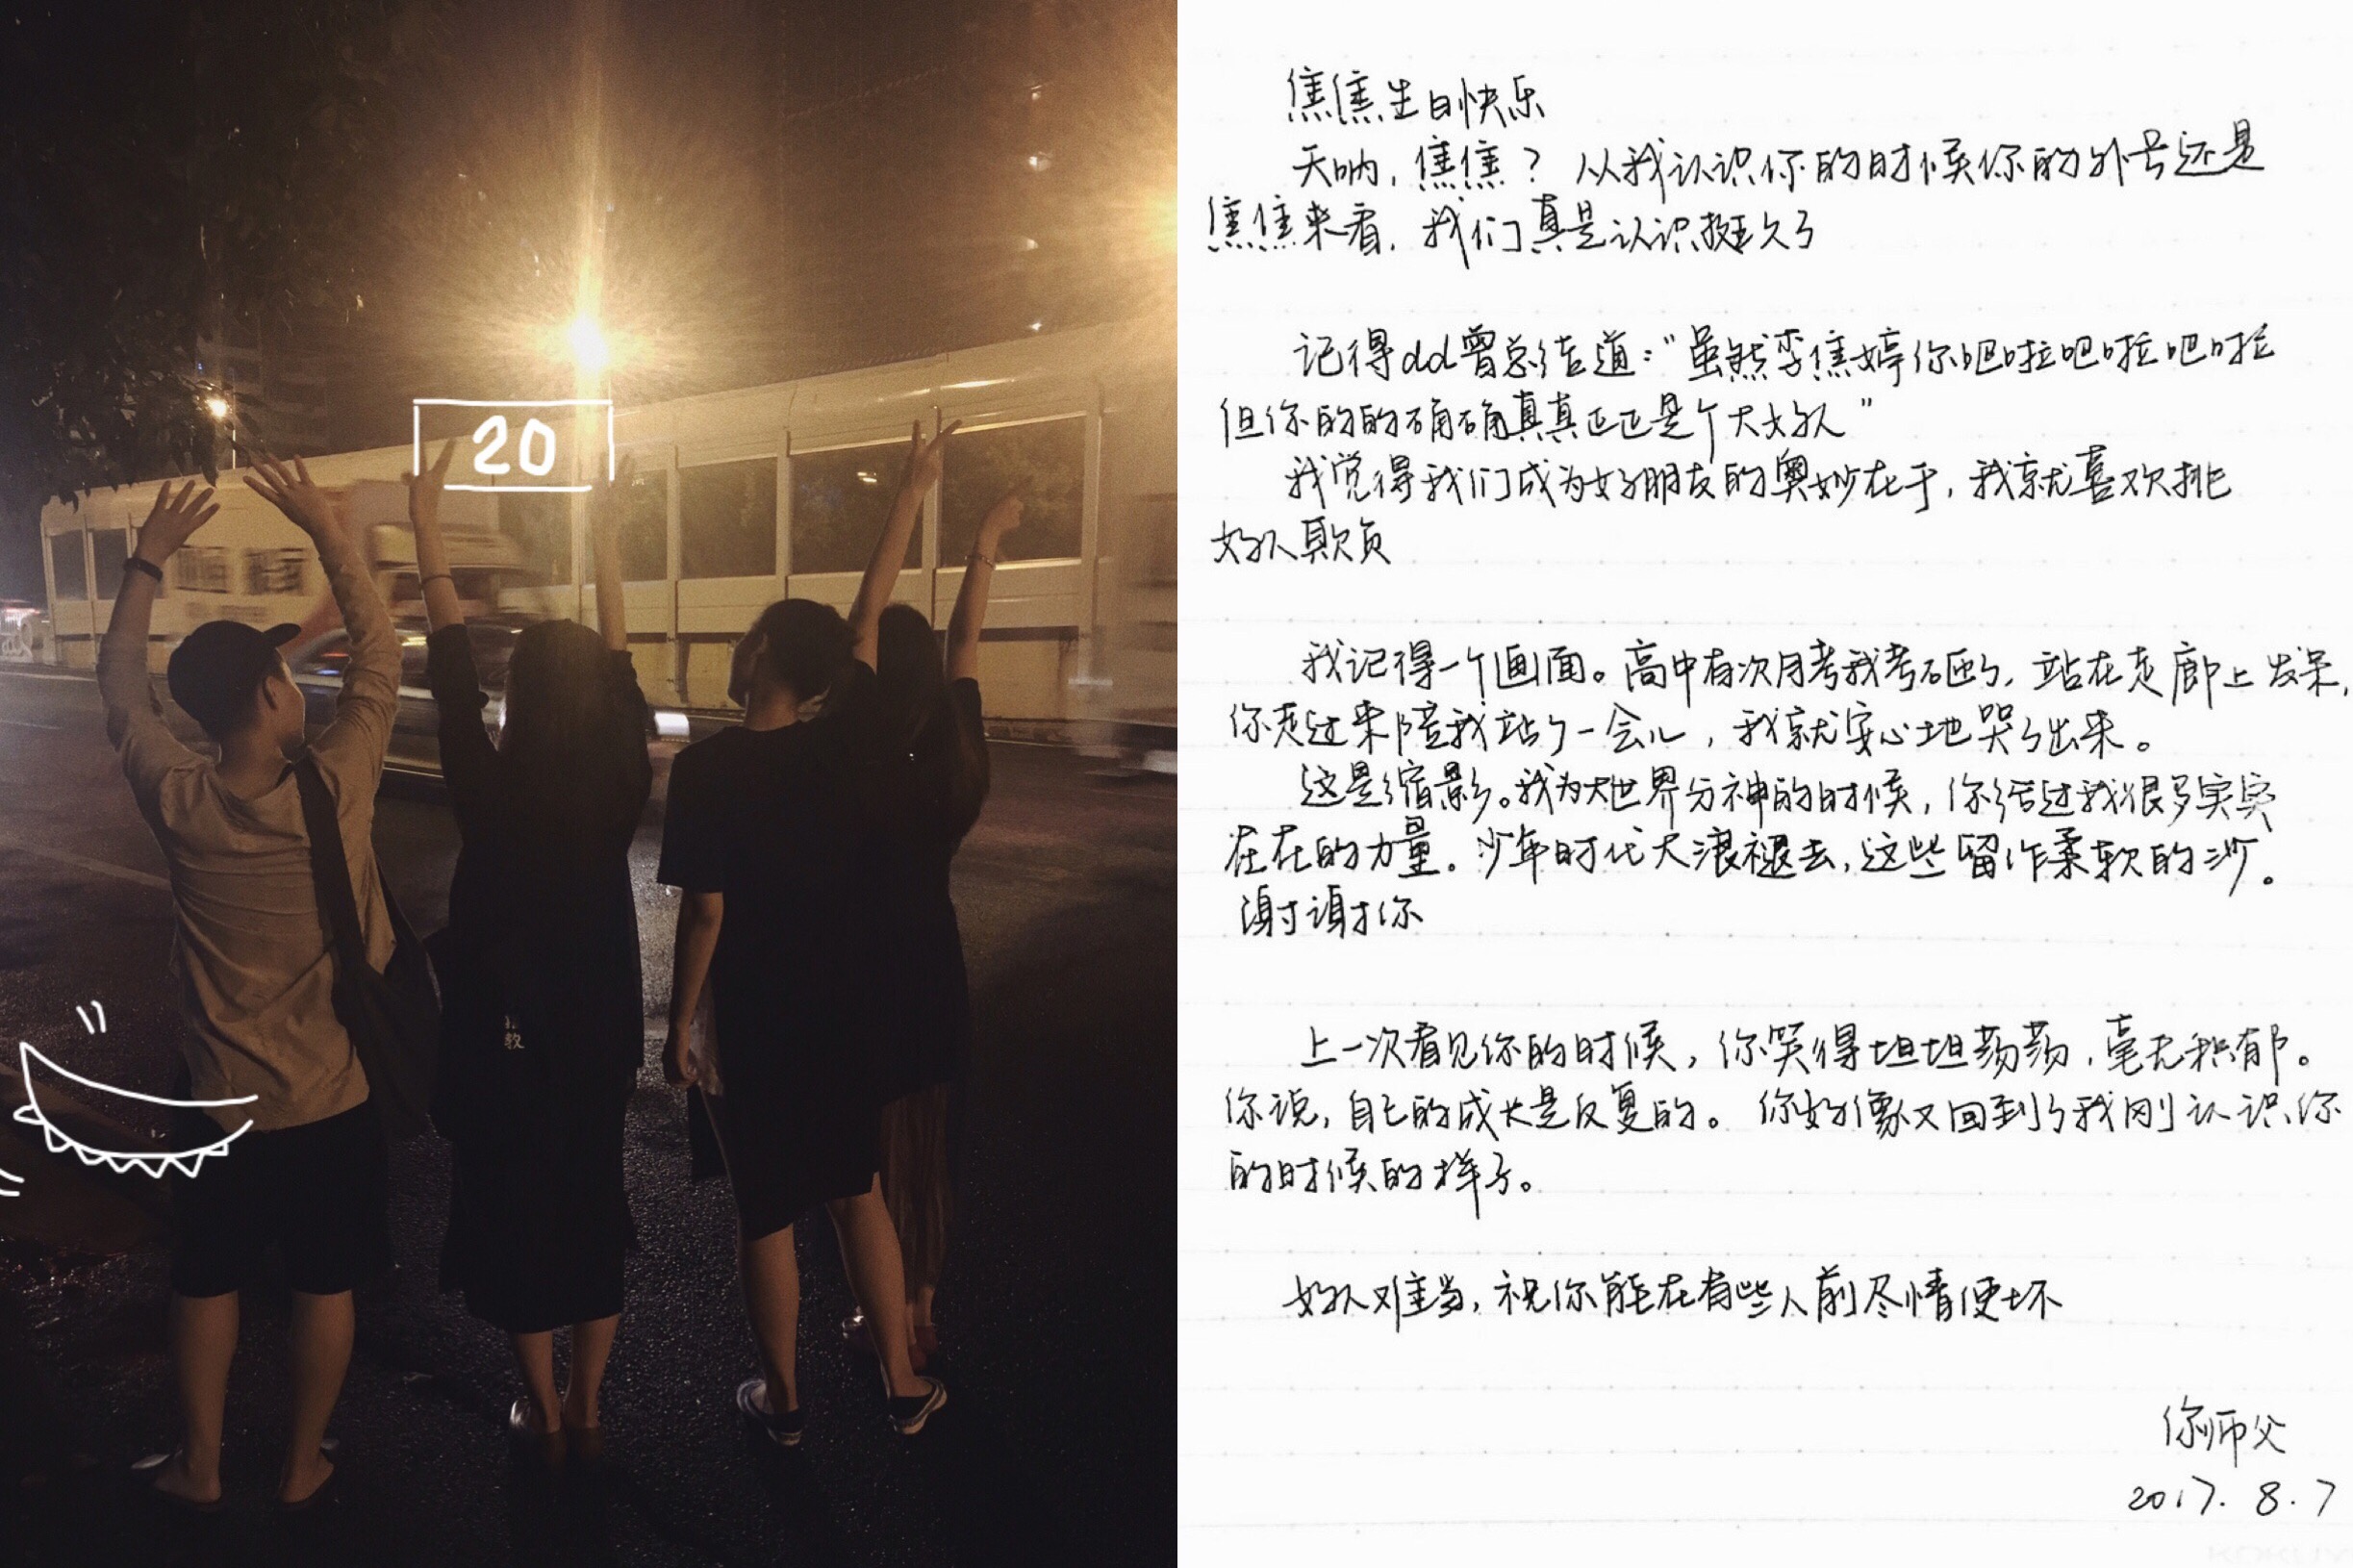 20
教
焦焦生日快乐
天呐，焦焦？从我认识你的时候你的外号还是
焦焦来看，我们真是认识挺久了
记得dd曾总结道：“虽然李焦婷你吧啦吧啦吧啦
但你的的确确真真正正是个大好人”
我觉得我们成为好朋友的奥妙在于，我就喜欢挑
好人欺负
我记得一个画面。高中有次月考我考砸了，站在走廊上发呆，
你走过来陪我站了一会儿，我就安心地哭了出来。
这是缩影。我为大世界分神的时候，你给过我很多实实
在在的力量。少年时代大浪褪去，这些留作柔软的沙。
谢谢你
上一次看见你的时候，你笑得坦坦荡荡，毫无积郁。
你说，自己的成长是反复的。你好像又回到了我刚认识你
的时候的样子。
好人难当，祝你能在有些人前尽情使坏
你师父
2017.8.7